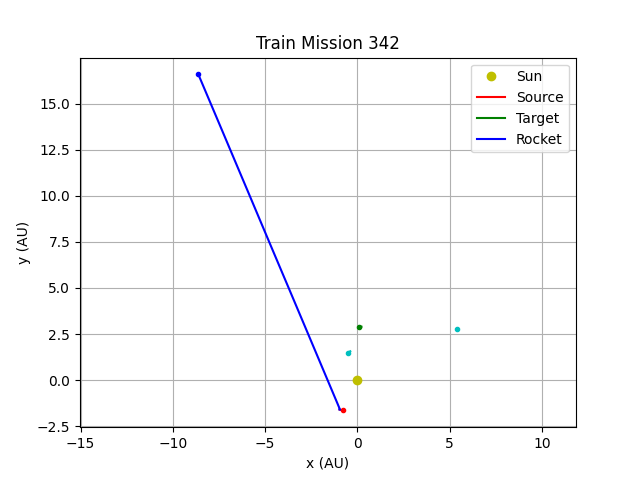 Train Mission 342
Sun
Source
Target
Rocket
15.0
12.5
10.0
7.5
5.0
2.5
0.0
−2.5
y (AU)
−15 −10 −5 0 5 10
x (AU)